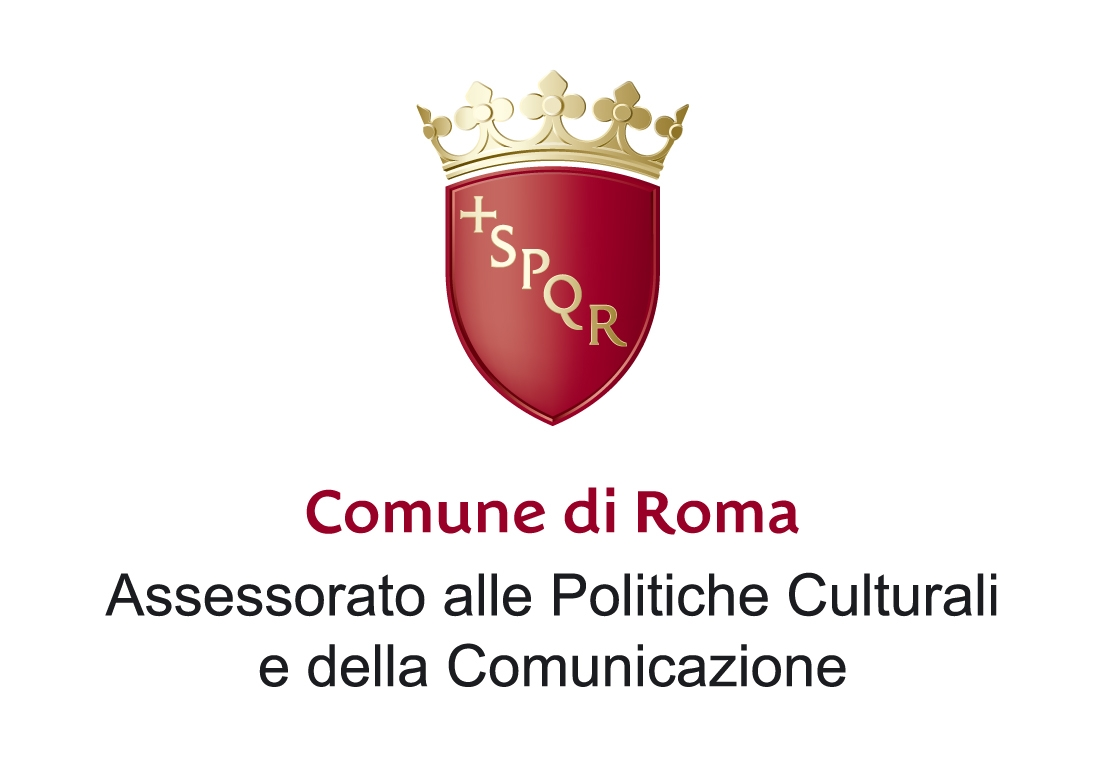 SPQR
Comune di Roma
Assessorato alle Politiche Culturali
e della Comunicazione